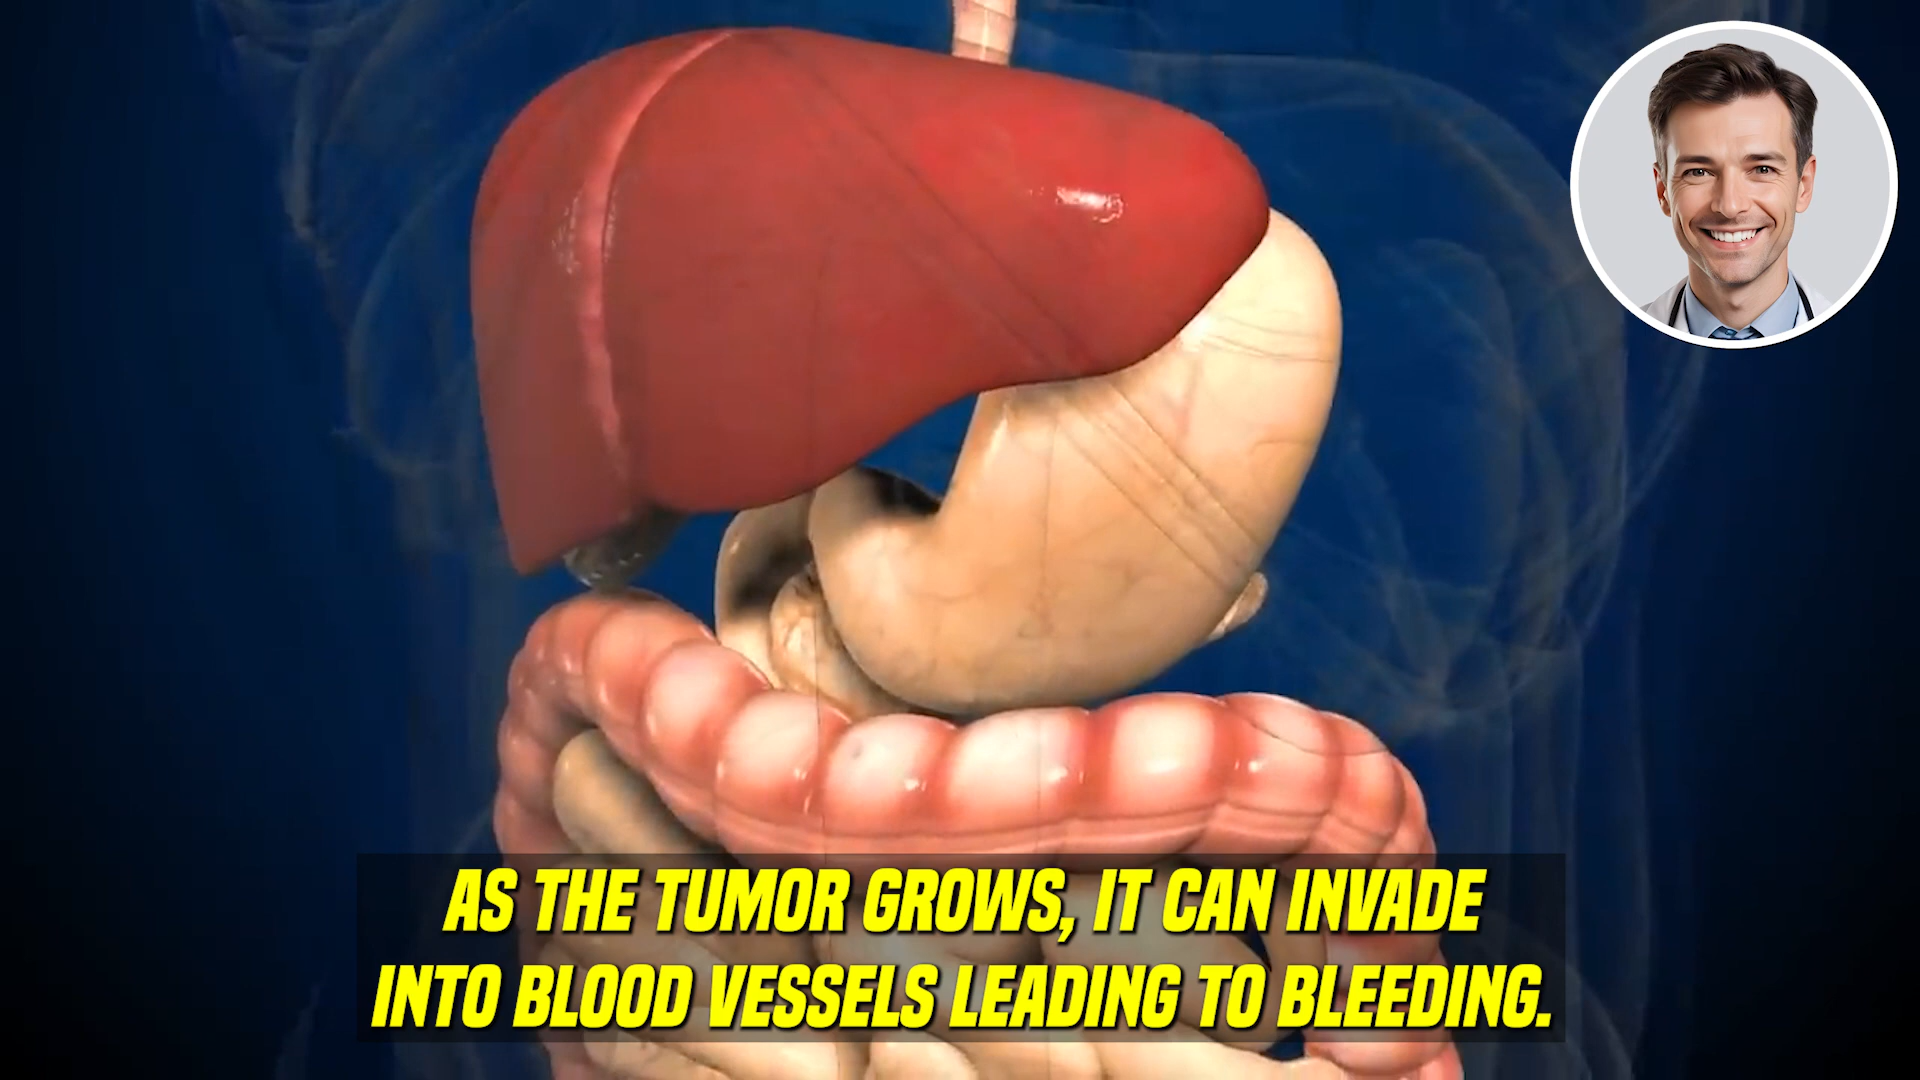 AS THE TUMOR GROWS, IT CAN INVADE
INTO BLOOD VESSELS LEADING TO BLEEDING.